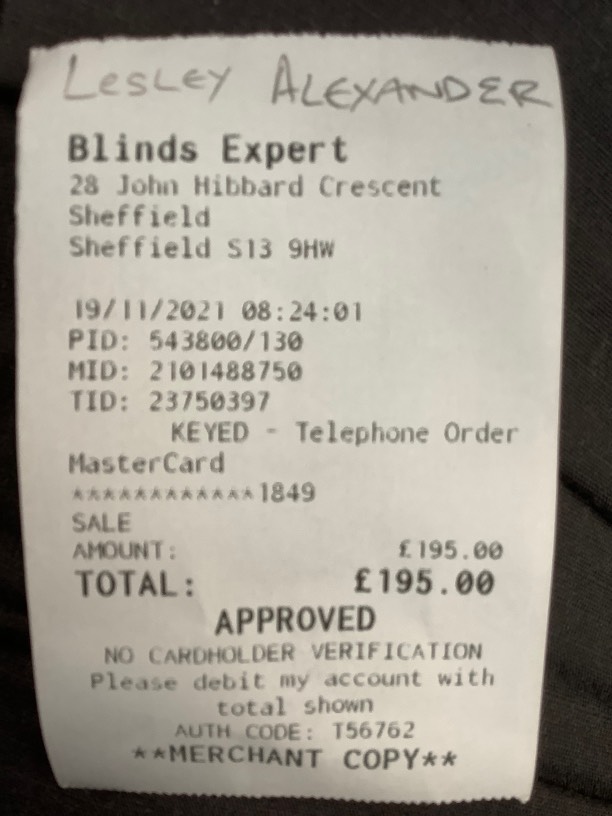 LESLEY ALEXANDER
Blinds Expert
28 John Hibbard Crescent
Sheffield
Sheffield S13 9HW
19/11/2021 08:24:01
PID: 543800/130
MID: 2101488750
TID: 23750397
KEYED - Telephone Order
MasterCard
************1849
SALE
AMOUNT: £195.00
TOTAL: £195.00
APPROVED
NO CARDHOLDER VERIFICATION
Please debit my account with
total shown
AUTH CODE: T56762
**MERCHANT COPY**